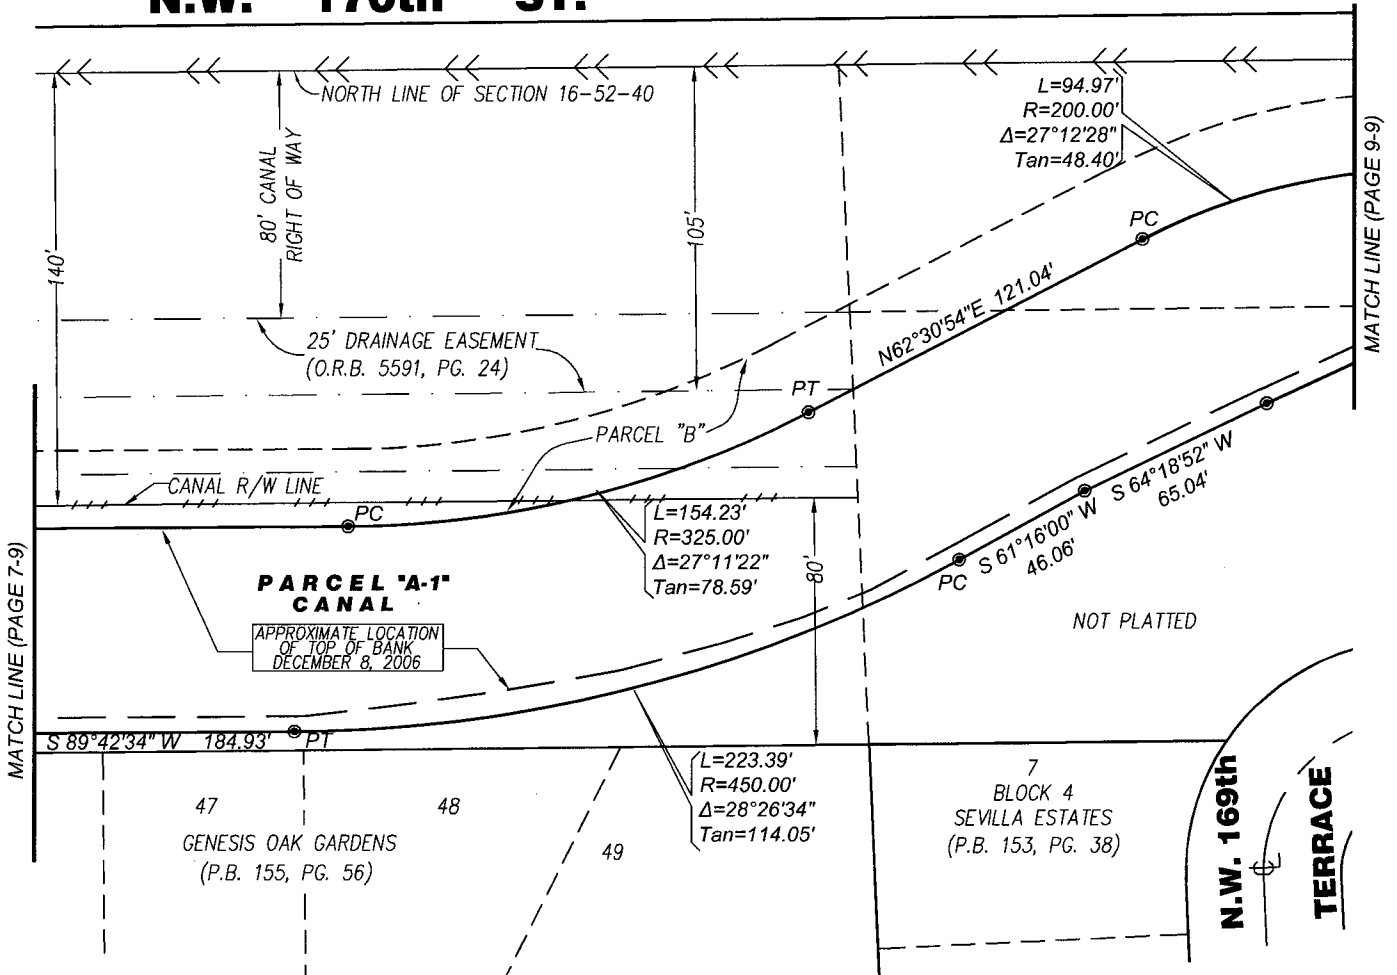 NORTH LINE OF SECTION 16-52-40
L=94.97'
R=200.00'
Δ=27°12'28"
Tan=48.40'
MATCH LINE (PAGE 9-9)
80' CANAL
RIGHT OF WAY
140'
105'
PC
N62°30'54"E 121.04'
25' DRAINAGE EASEMENT
(O.R.B. 5591, PG. 24)
PT
PARCEL "B"
CANAL R/W LINE
PC
L=154.23'
R=325.00'
Δ=27°11'22"
Tan=78.59'
80'
S 64°18'52" W
65.04'
S 61°16'00" W
46.06'
PC
PARCEL "A-1"
CANAL
APPROXIMATE LOCATION
OF TOP OF BANK
DECEMBER 8, 2006
NOT PLATTED
MATCH LINE (PAGE 7-9)
S 89°42'34" W 184.93'
PT
L=223.39'
R=450.00'
Δ=28°26'34"
Tan=114.05'
47
48
49
GENESIS OAK GARDENS
(P.B. 155, PG. 56)
7
BLOCK 4
SEVILLA ESTATES
(P.B. 153, PG. 38)
N.W. 169th
TERRACE